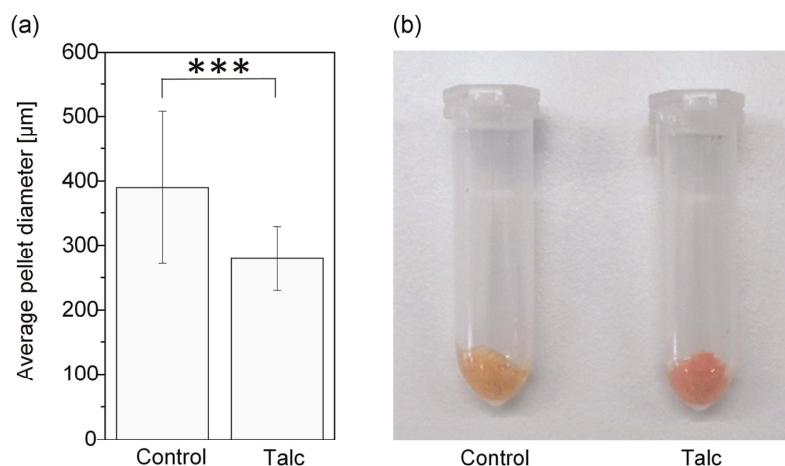 (a)
(b)
600
500
400
300
200
100
0
Average pellet diameter [μm]
***
Control
Talc
Control
Talc